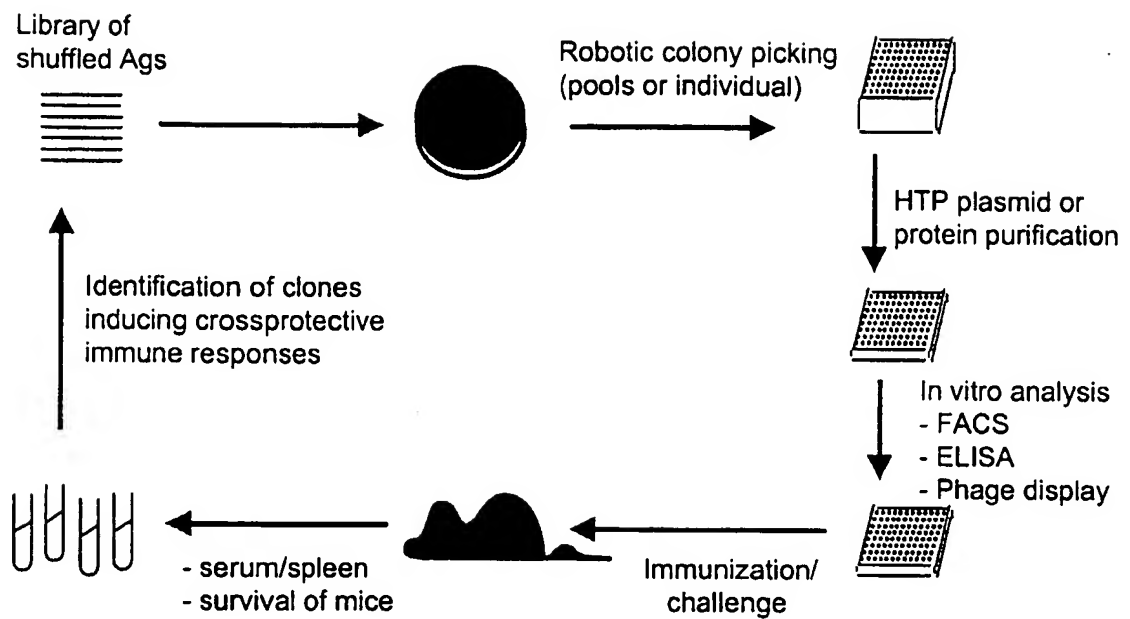 Library of
shuffled Ags
Robotic colony picking
(pools or individual)
HTP plasmid or
protein purification
In vitro analysis
- FACS
- ELISA
- Phage display
Immunization/
challenge
- serum/spleen
- survival of mice
Identification of clones
inducing crossprotective
immune responses